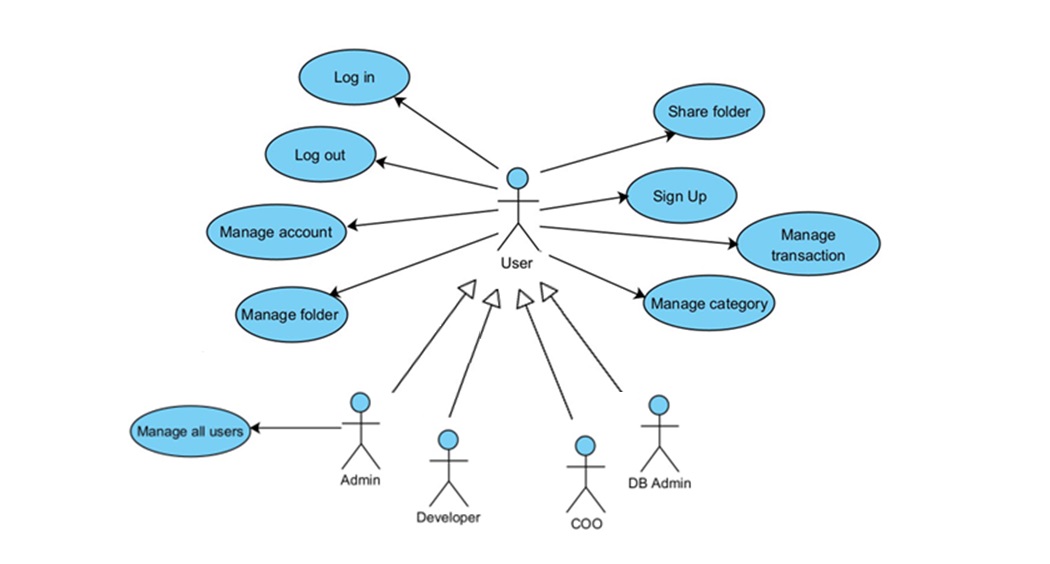 Log in
Share folder
Log out
Sign Up
Manage account
Manage
transaction
User
Manage folder
Manage category
Manage all users
Admin
DB Admin
Developer
COO